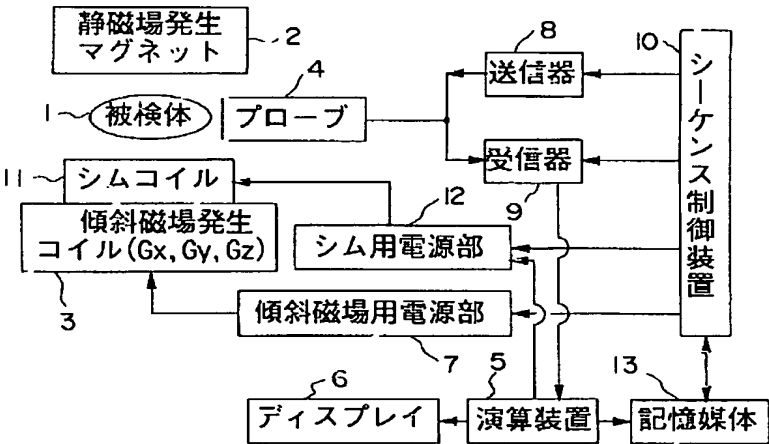 静磁場発生
マグネット
2
8
送信器
10
シーケンス制御装置
4
1
被検体
プローブ
受信器
9
11
シムコイル
12
傾斜磁場発生
コイル(Gx,Gy,Gz)
シム用電源部
3
傾斜磁場用電源部
7
6
5
13
ディスプレイ
演算装置
記憶媒体